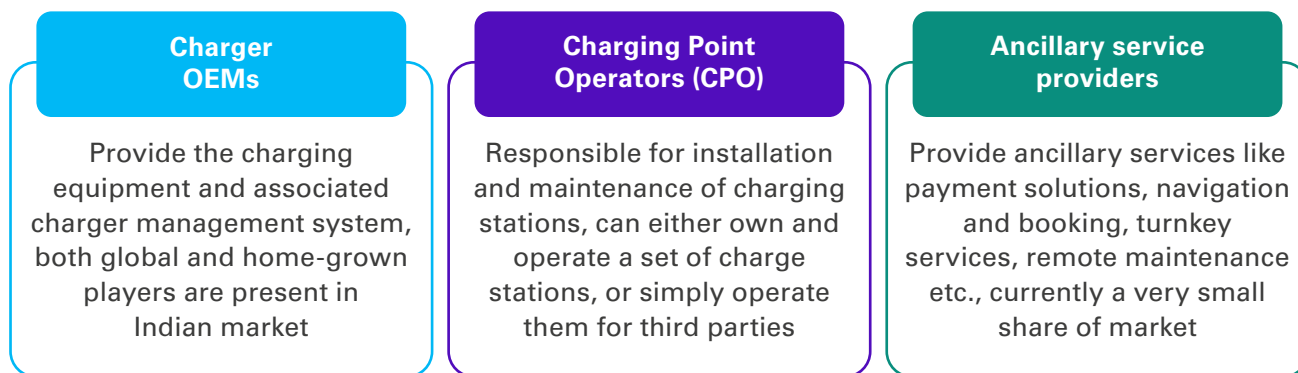 Charger
OEMs
Provide the charging
equipment and associated
charger management system,
both global and home-grown
players are present in
Indian market
Charging Point
Operators (CPO)
Responsible for installation
and maintenance of charging
stations, can either own and
operate a set of charge
stations, or simply operate
them for third parties
Ancillary service
providers
Provide ancillary services like
payment solutions, navigation
and booking, turnkey
services, remote maintenance
etc., currently a very small
share of market